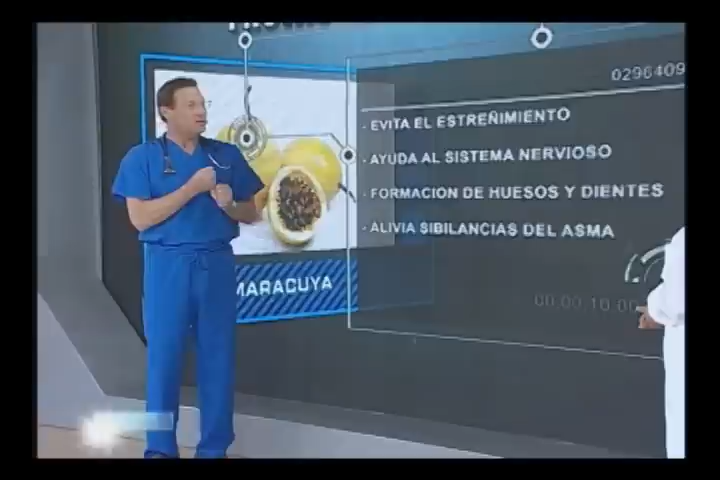 0296409
- EVITA EL ESTREÑIMIENTO
- AYUDA AL SISTEMA NERVIOSO
- FORMACION DE HUESOS Y DIENTES
- ALIVIA SIBILANCIAS DEL ASMA
MARACUYA
00:00:10:00